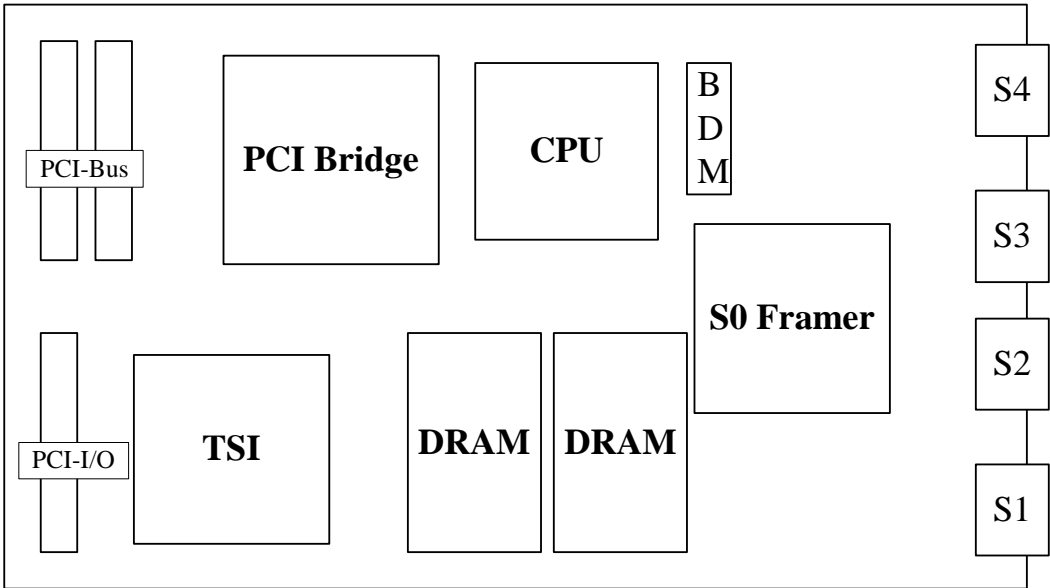 PCI-Bus
PCI Bridge
CPU
B
D
M
S4
S3
S0 Framer
S2
PCI-I/O
TSI
DRAM
DRAM
S1